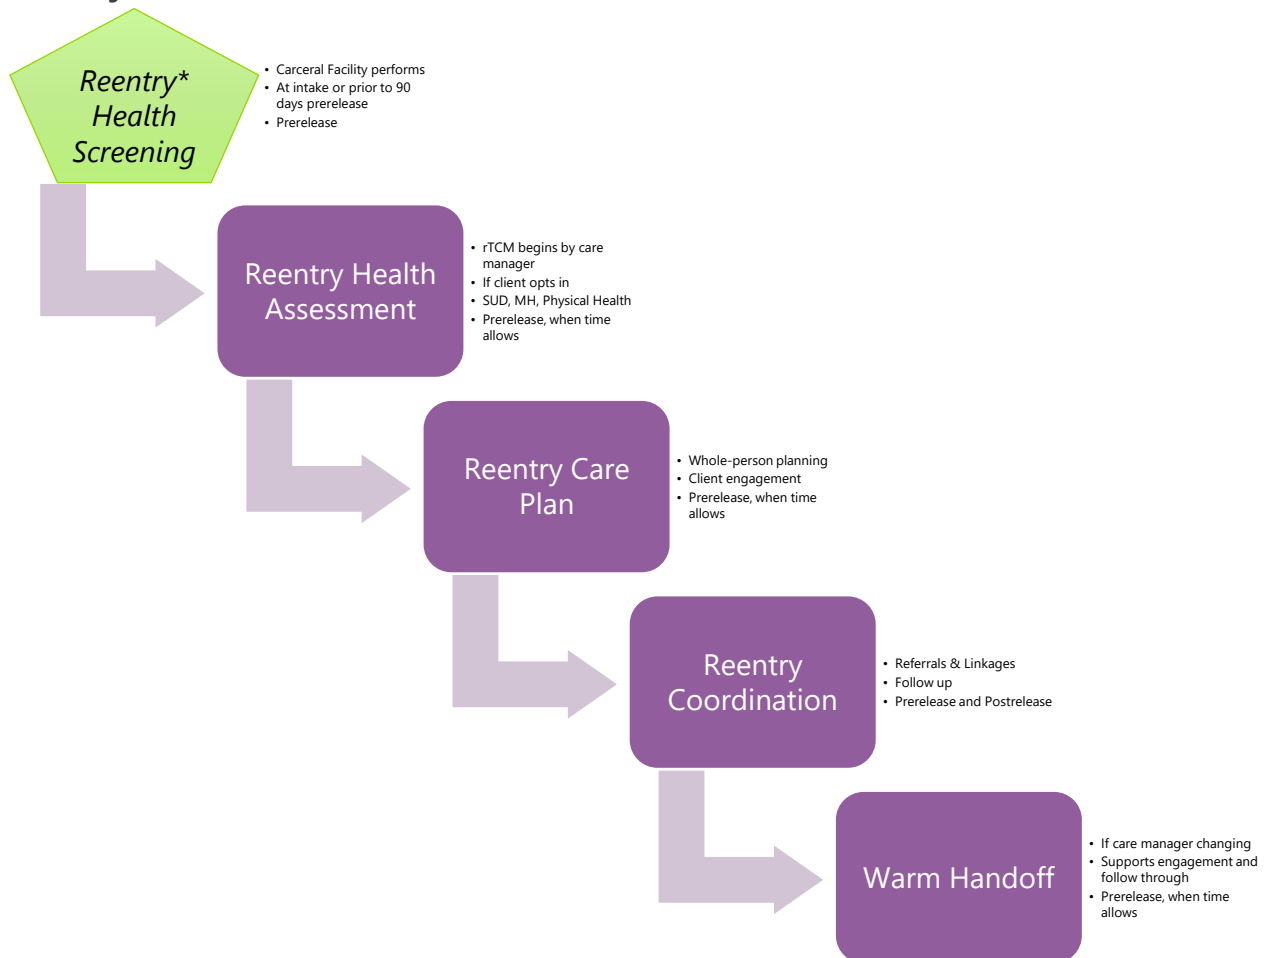 Reentry*
Health
Screening
• Carceral Facility performs
• At intake or prior to 90
days prerelease
• Prerelease
Reentry Health
Assessment
• rTCM begins by care
manager
• If client opts in
• SUD, MH, Physical Health
• Prerelease, when time
allows
Reentry Care
Plan
• Whole-person planning
• Client engagement
• Prerelease, when time
allows
Reentry
Coordination
• Referrals & Linkages
• Follow up
• Prerelease and Postrelease
Warm Handoff
• If care manager changing
• Supports engagement and
follow through
• Prerelease, when time
allows